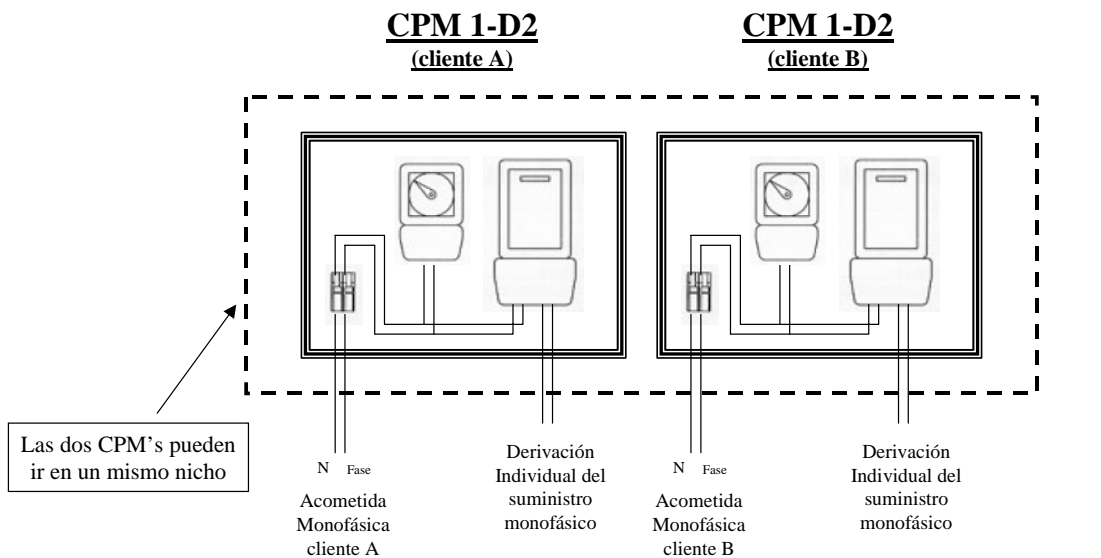 CPM 1-D2
(cliente A)
CPM 1-D2
(cliente B)
Las dos CPM's pueden
ir en un mismo nicho
N Fase
Acometida
Monofásica
cliente A
Derivación
Individual del
suministro
monofásico
N Fase
Acometida
Monofásica
cliente B
Derivación
Individual del
suministro
monofásico